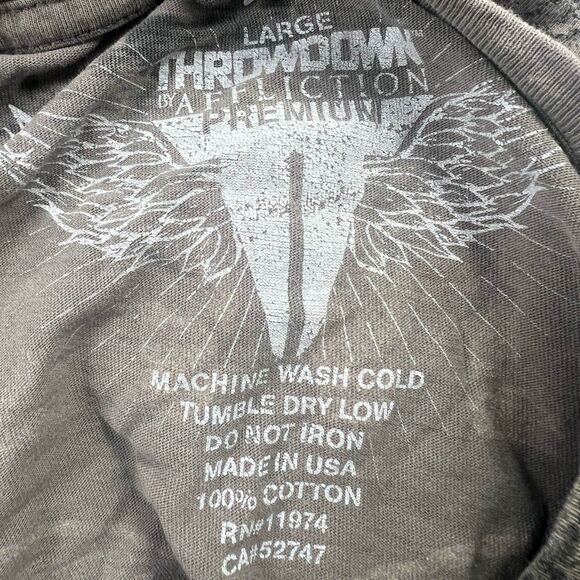 LARGE
THROWDOWN™
BY AFFLICTION
PREMIUM
MACHINE WASH COLD
TUMBLE DRY LOW
DO NOT IRON
MADE IN USA
100% COTTON
RN#11974
CA#52747